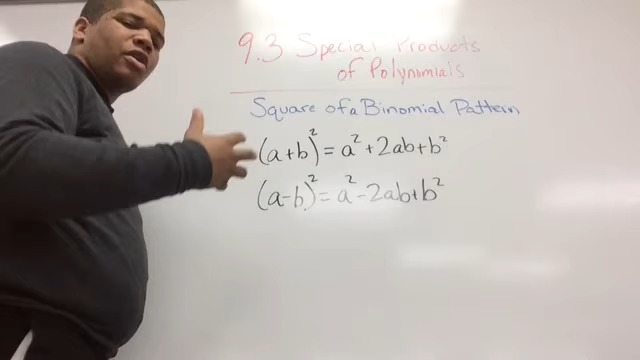 9.3 Special Products
of Polynomials
Square of a Binomial Pattern
(a+b)² = a² + 2ab + b²
(a-b)² = a² - 2ab + b²